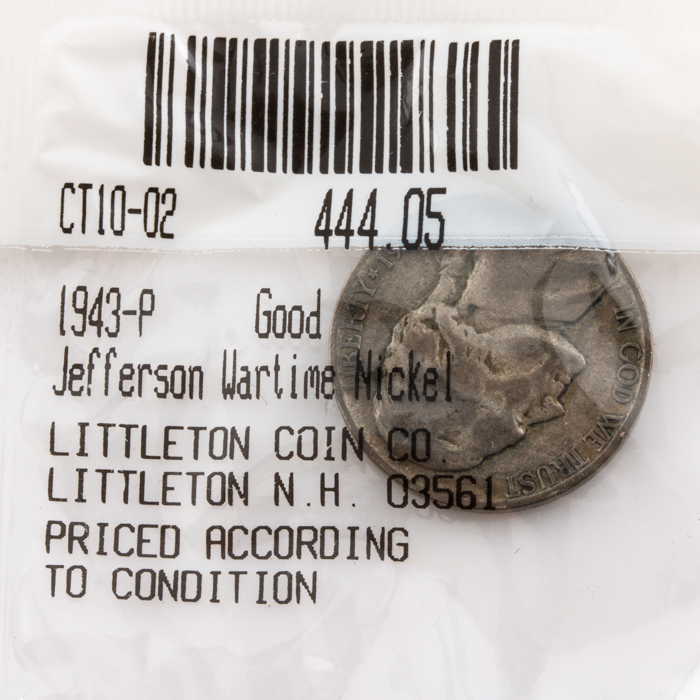 CT10-02 444.05
1943-P Good
Jefferson Wartime Nickel
LITTLETON COIN CO.
LITTLETON N.H. 03561
PRICED ACCORDING
TO CONDITION
LIBERTY ★ 19
IN GOD WE TRUST